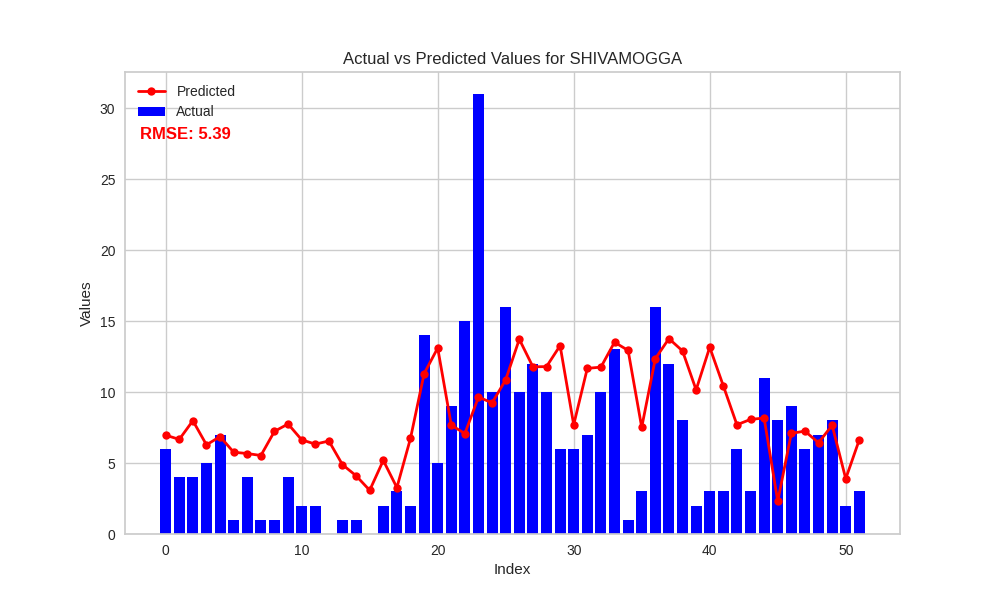 Actual vs Predicted Values for SHIVAMOGGA
Predicted
Actual
RMSE: 5.39
30
25
20
15
10
5
0
Values
0 10 20 30 40 50
Index